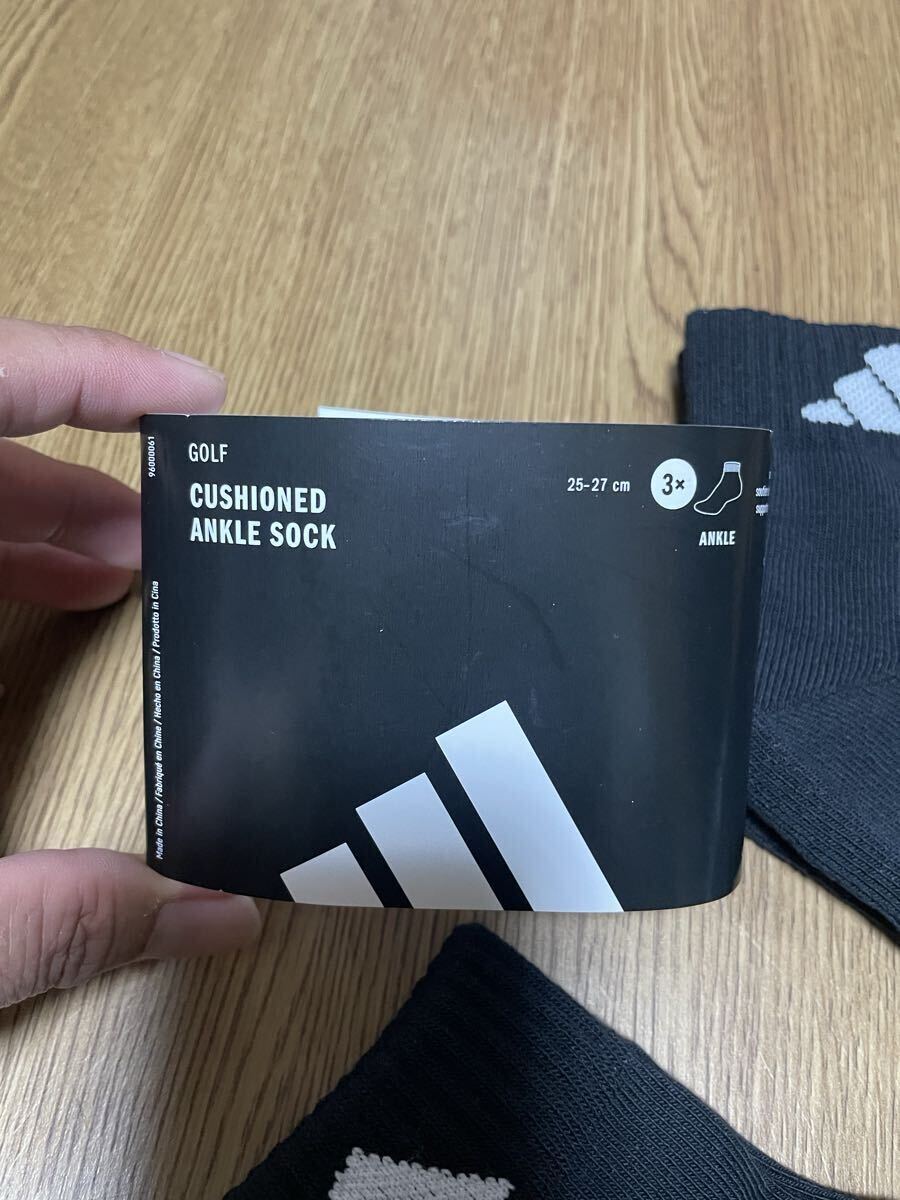 GOLF
CUSHIONED
ANKLE SOCK
25-27 cm
3×
ANKLE
96000061
Made in China / Fabriqué en Chine / Hecho en China / Prodotto in Cina